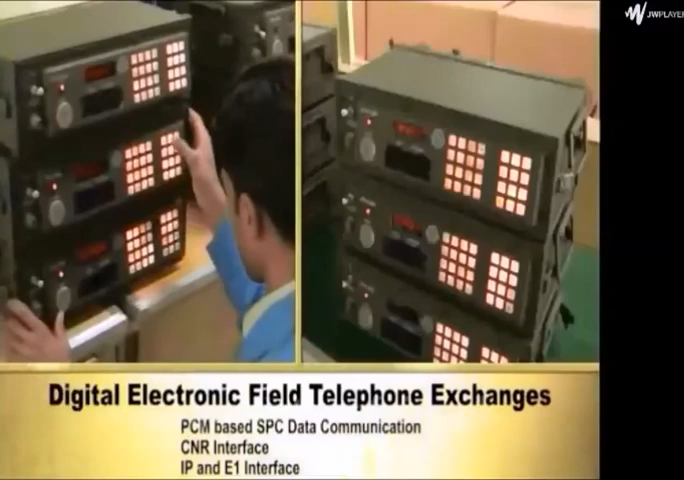 JWPLAYER
Digital Electronic Field Telephone Exchanges
PCM based SPC Data Communication
CNR Interface
IP and E1 Interface